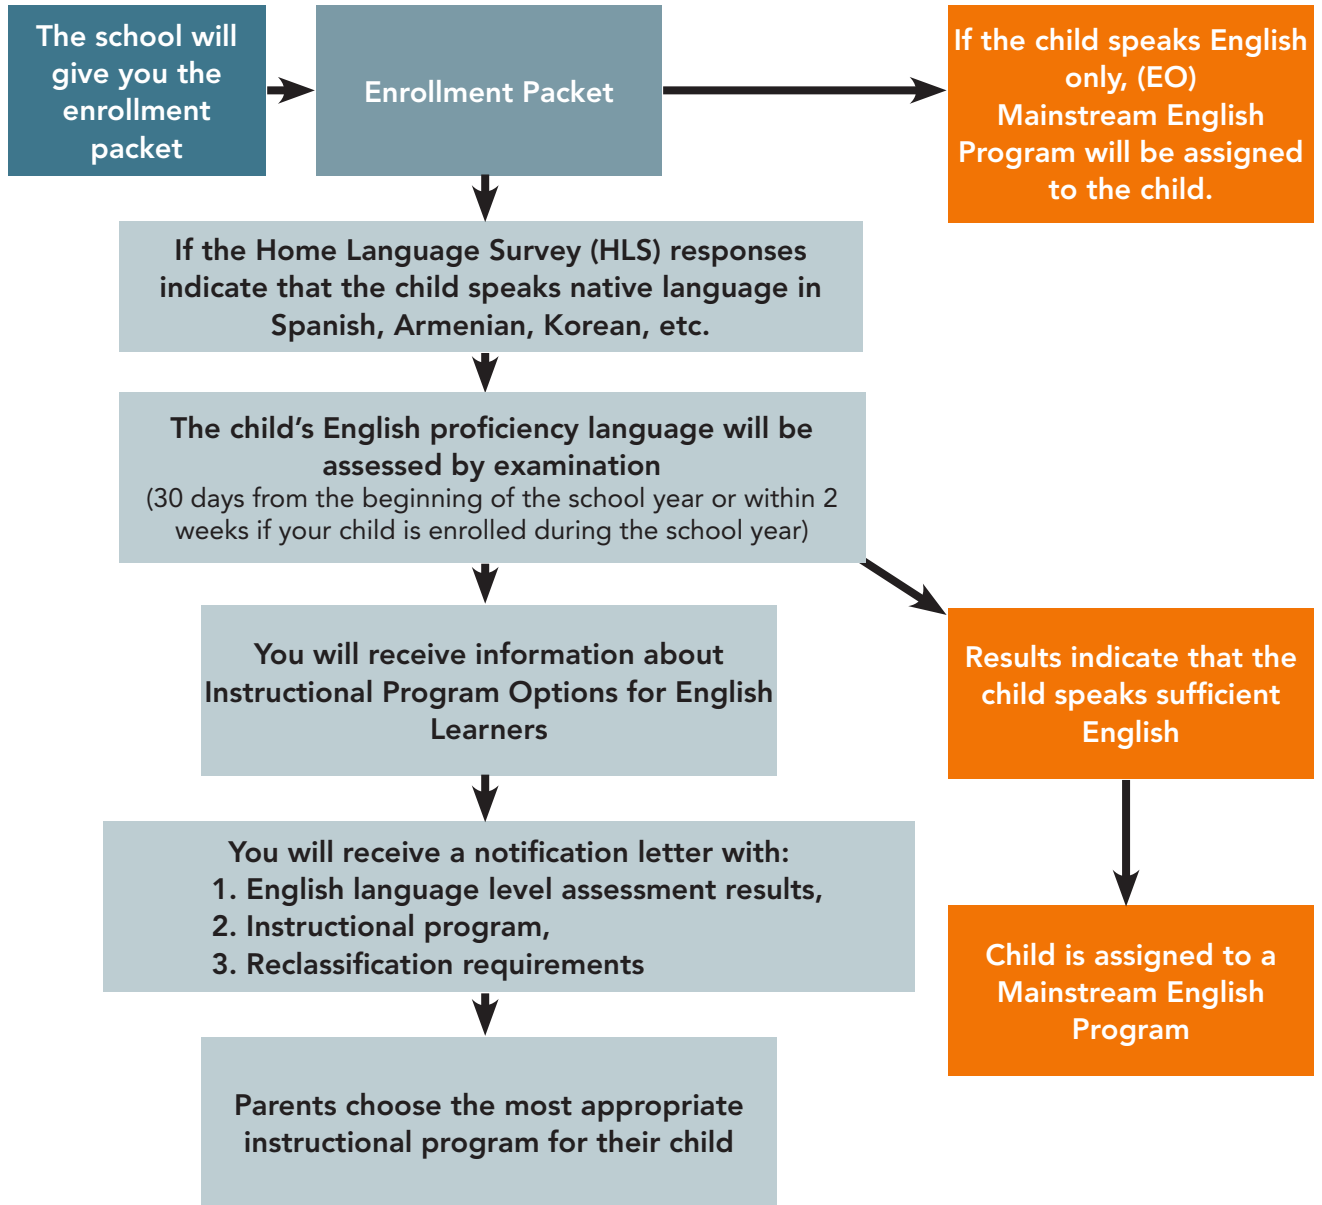 The school will
give you the
enrollment
packet
Enrollment Packet
If the child speaks English
only, (EO)
Mainstream English
Program will be assigned
to the child.
If the Home Language Survey (HLS) responses
indicate that the child speaks native language in
Spanish, Armenian, Korean, etc.
The child’s English proficiency language will be
assessed by examination
(30 days from the beginning of the school year or within 2
weeks if your child is enrolled during the school year)
You will receive information about
Instructional Program Options for English
Learners
Results indicate that the
child speaks sufficient
English
You will receive a notification letter with:
1. English language level assessment results,
2. Instructional program,
3. Reclassification requirements
Child is assigned to a
Mainstream English
Program
Parents choose the most appropriate
instructional program for their child